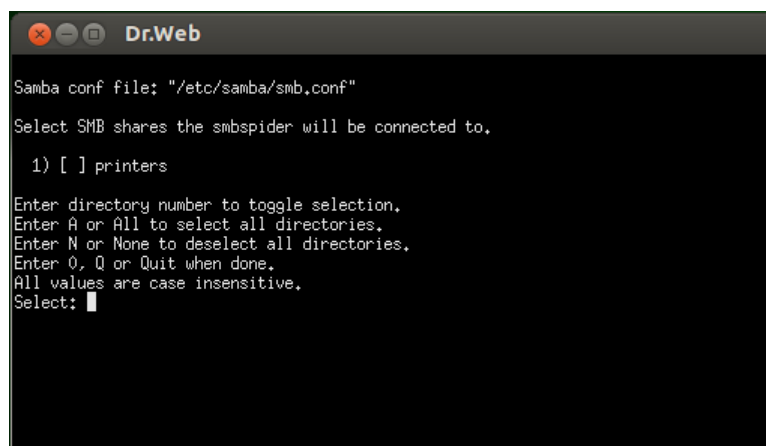 Dr.Web
Samba conf file: "/etc/samba/smb.conf"
Select SMB shares the smbspider will be connected to.
1) [ ] printers
Enter directory number to toggle selection.
Enter A or All to select all directories.
Enter N or None to deselect all directories.
Enter 0, Q or Quit when done.
All values are case insensitive.
Select: